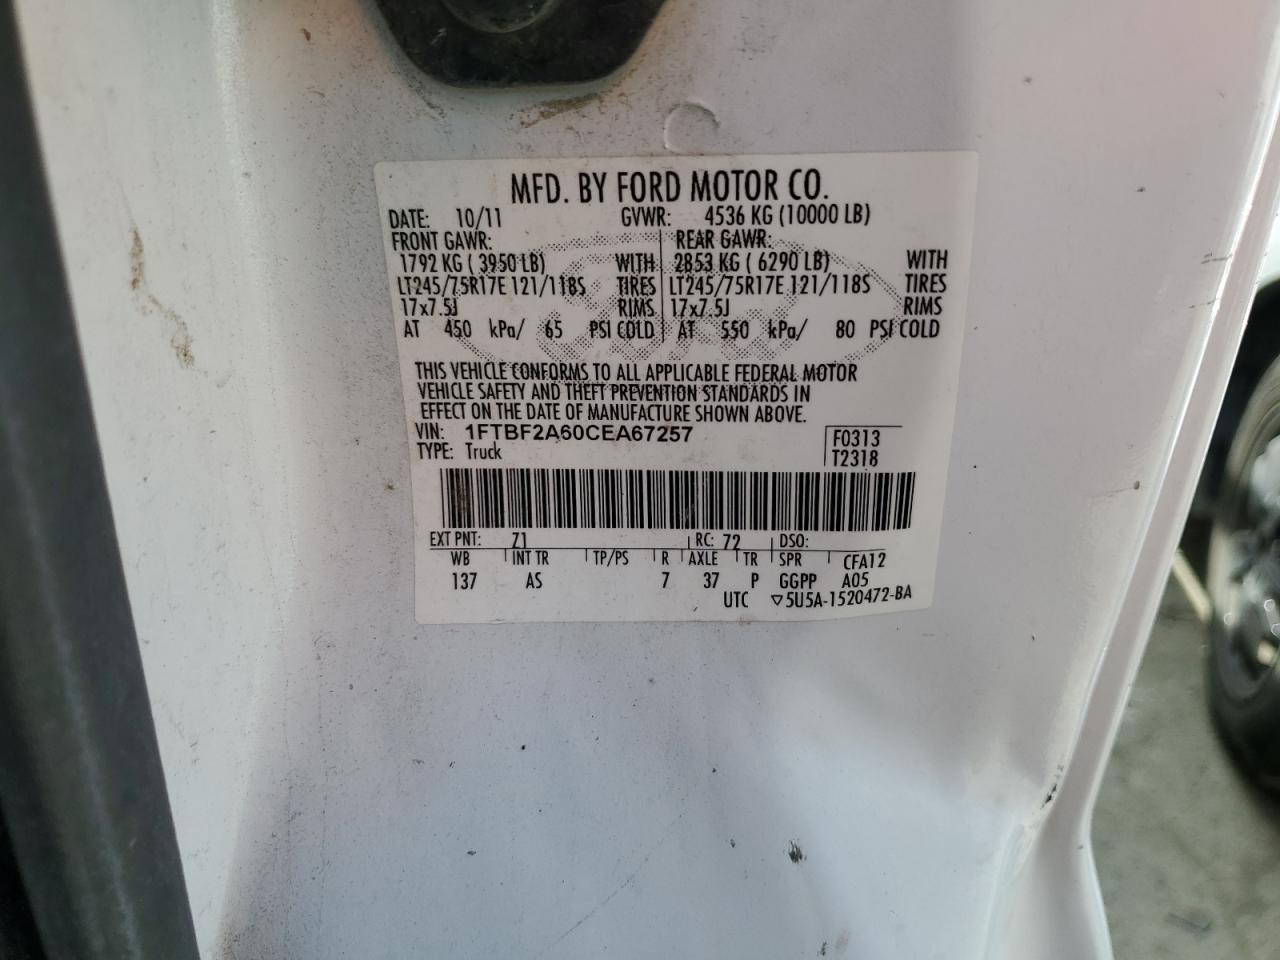 MFD. BY FORD MOTOR CO.
DATE: 10/11 GVWR: 4536 KG (10000 LB)
FRONT GAWR: REAR GAWR:
1792 KG ( 3950 LB) WITH 2853 KG ( 6290 LB) WITH
LT245/75R17E 121/118S TIRES LT245/75R17E 121/118S TIRES
17x7.5J RIMS 17x7.5J RIMS
AT 450 kPa/ 65 PSI COLD AT 550 kPa/ 80 PSI COLD
THIS VEHICLE CONFORMS TO ALL APPLICABLE FEDERAL MOTOR
VEHICLE SAFETY AND THEFT PREVENTION STANDARDS IN
EFFECT ON THE DATE OF MANUFACTURE SHOWN ABOVE.
VIN: 1FTBF2A60CEA67257 F0313
TYPE: Truck T2318
EXT PNT: Z1 RC: 72 DSO:
WB INT TR TP/PS R AXLE TR SPR CFA12
137 AS 7 37 P GGPP A05
UTC ▽5U5A-1520472-BA